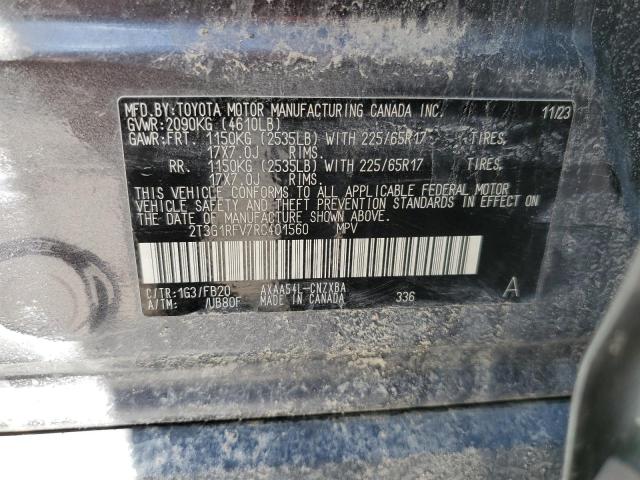 MFD.BY:TOYOTA MOTOR MANUFACTURING CANADA INC. 11/23
GVWR:2090KG (4610LB)
GAWR:FRT. 1150KG (2535LB) WITH 225/65R17 TIRES,
17X7.0J RIMS.
RR. 1150KG (2535LB) WITH 225/65R17 TIRES,
17X7.0J RIMS.
THIS VEHICLE CONFORMS TO ALL APPLICABLE FEDERAL MOTOR
VEHICLE SAFETY AND THEFT PREVENTION STANDARDS IN EFFECT ON
THE DATE OF MANUFACTURE SHOWN ABOVE.
2T3G1RFV7RC401560 MPV
C/TR:1G3/FB20 AXAA54L-CNZXBA A
A/TM: /UB80F MADE IN CANADA 336